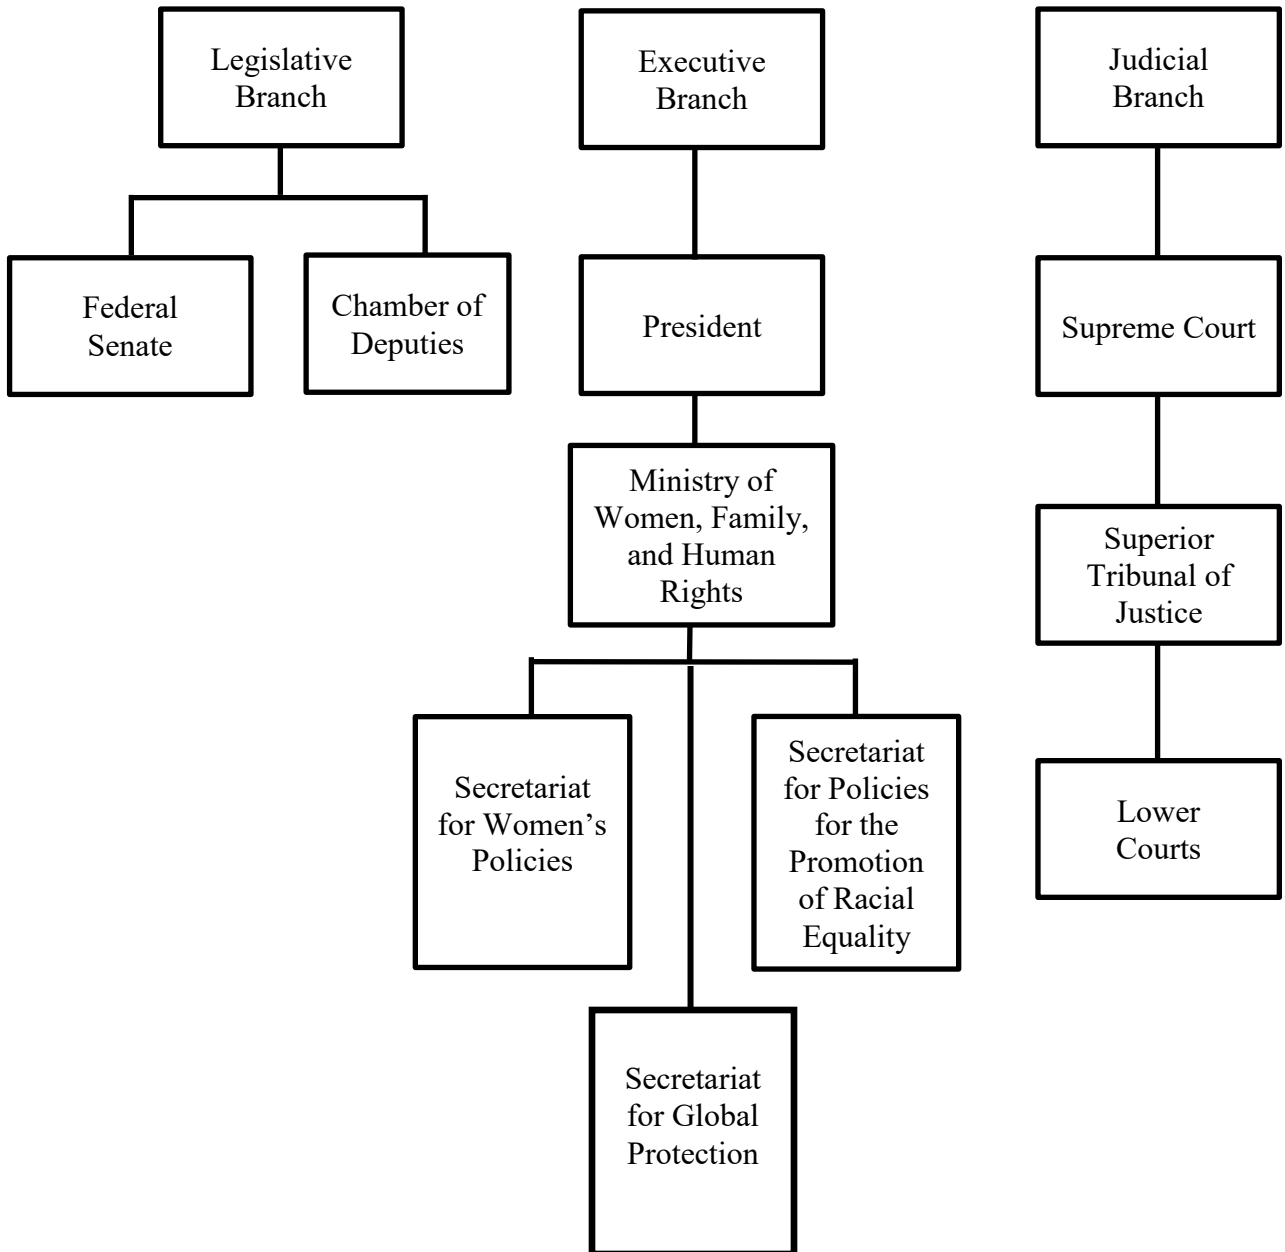 Legislative
Branch
Executive
Branch
Judicial
Branch
Federal
Senate
Chamber of
Deputies
President
Supreme Court
Ministry of
Women, Family,
and Human
Rights
Superior
Tribunal of
Justice
Secretariat
for Women’s
Policies
Secretariat
for Policies
for the
Promotion
of Racial
Equality
Lower
Courts
Secretariat
for Global
Protection